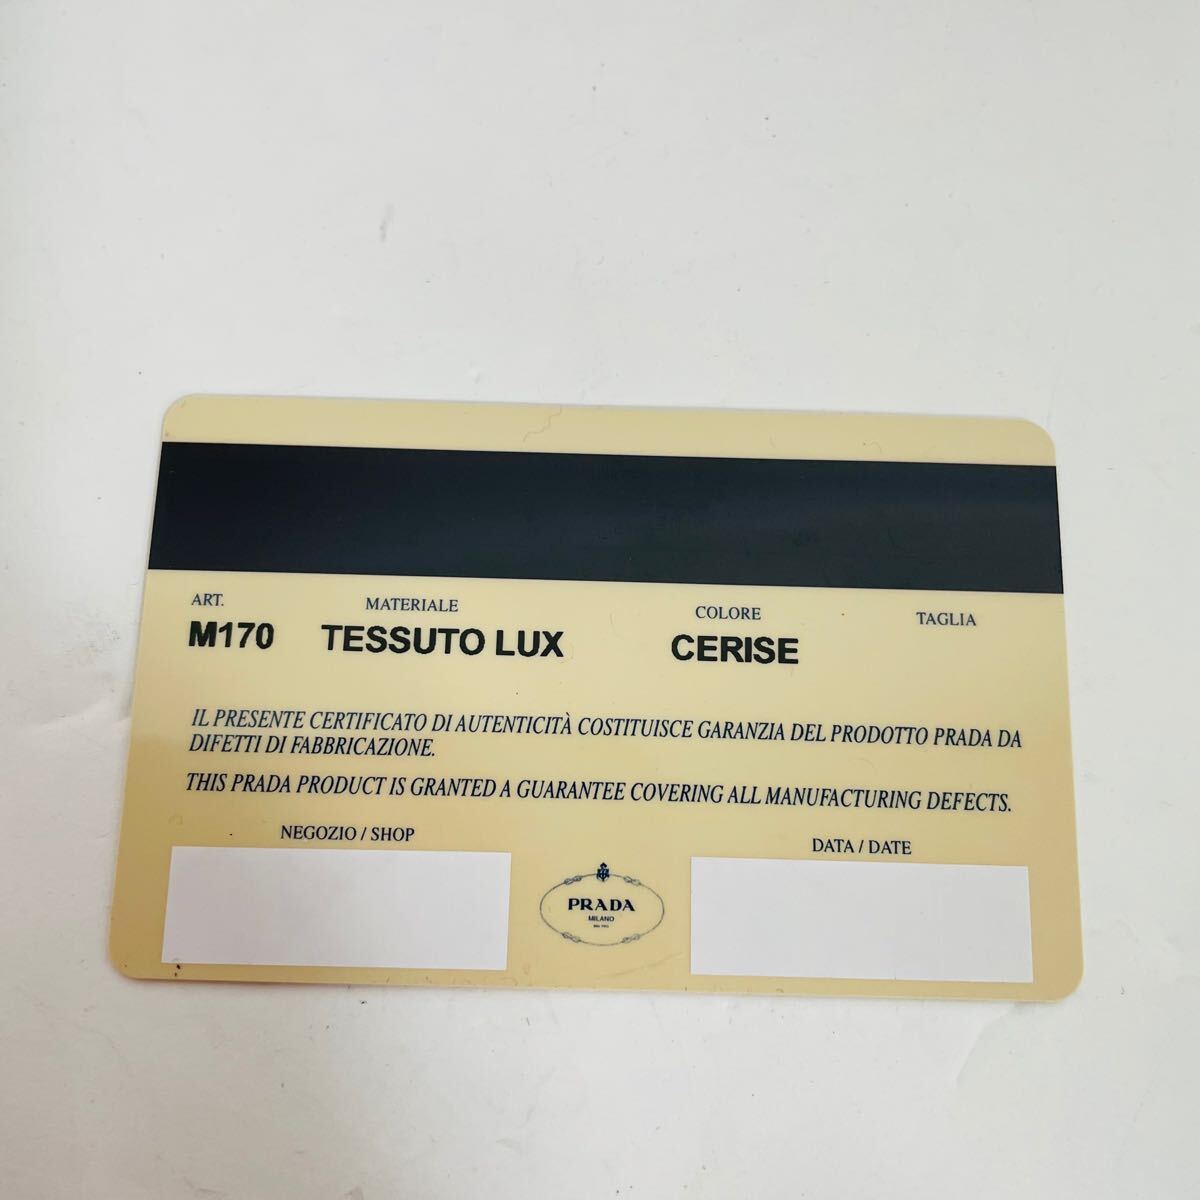 ART. MATERIALE COLORE TAGLIA
M170 TESSUTO LUX CERISE
IL PRESENTE CERTIFICATO DI AUTENTICITÀ COSTITUISCE GARANZIA DEL PRODOTTO PRADA DA
DIFETTI DI FABBRICAZIONE.
THIS PRADA PRODUCT IS GRANTED A GUARANTEE COVERING ALL MANUFACTURING DEFECTS.
NEGOZIO / SHOP DATA / DATE
PRADA
MILANO